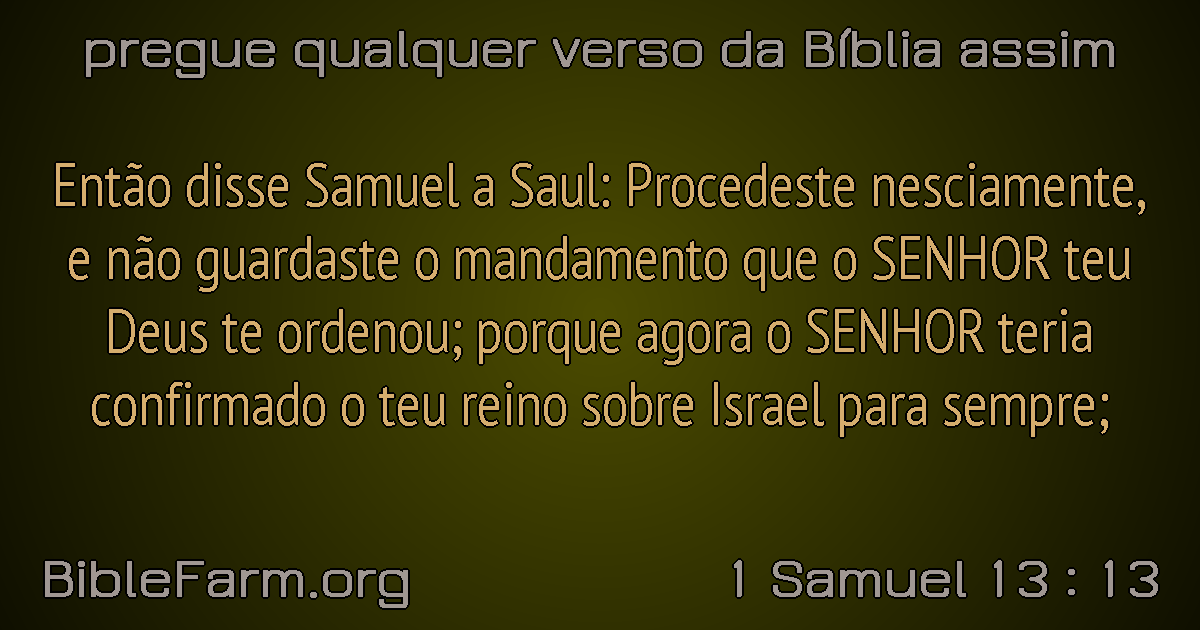 pregue qualquer verso da Bíblia assim
Então disse Samuel a Saul: Procedeste nesciamente,
e não guardaste o mandamento que o SENHOR teu
Deus te ordenou; porque agora o SENHOR teria
confirmado o teu reino sobre Israel para sempre;
BibleFarm.org
1 Samuel 13 : 13